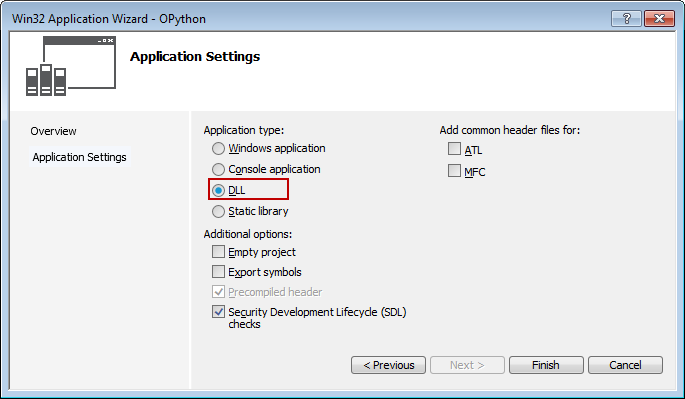 Win32 Application Wizard - OPython
Application Settings
Overview
Application Settings
Application type:
Windows application
Console application
DLL
Static library
Additional options:
Empty project
Export symbols
Precompiled header
Security Development Lifecycle (SDL)
checks
Add common header files for:
ATL
MFC
< Previous
Next >
Finish
Cancel